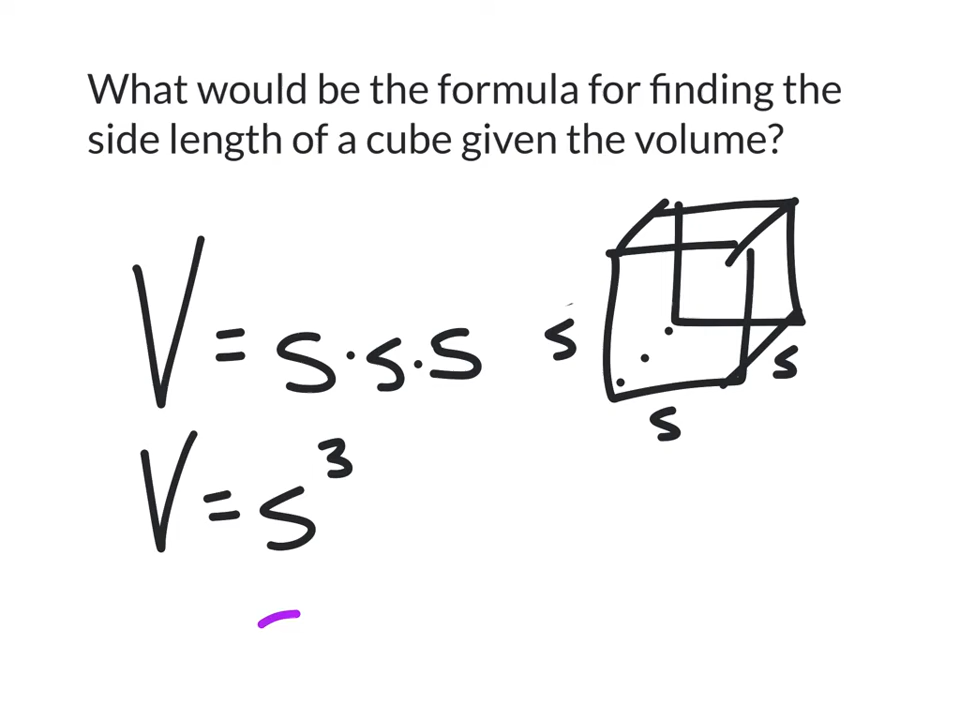 What would be the formula for finding the
side length of a cube given the volume?
V = s·s·s
s
s
s
V = s³